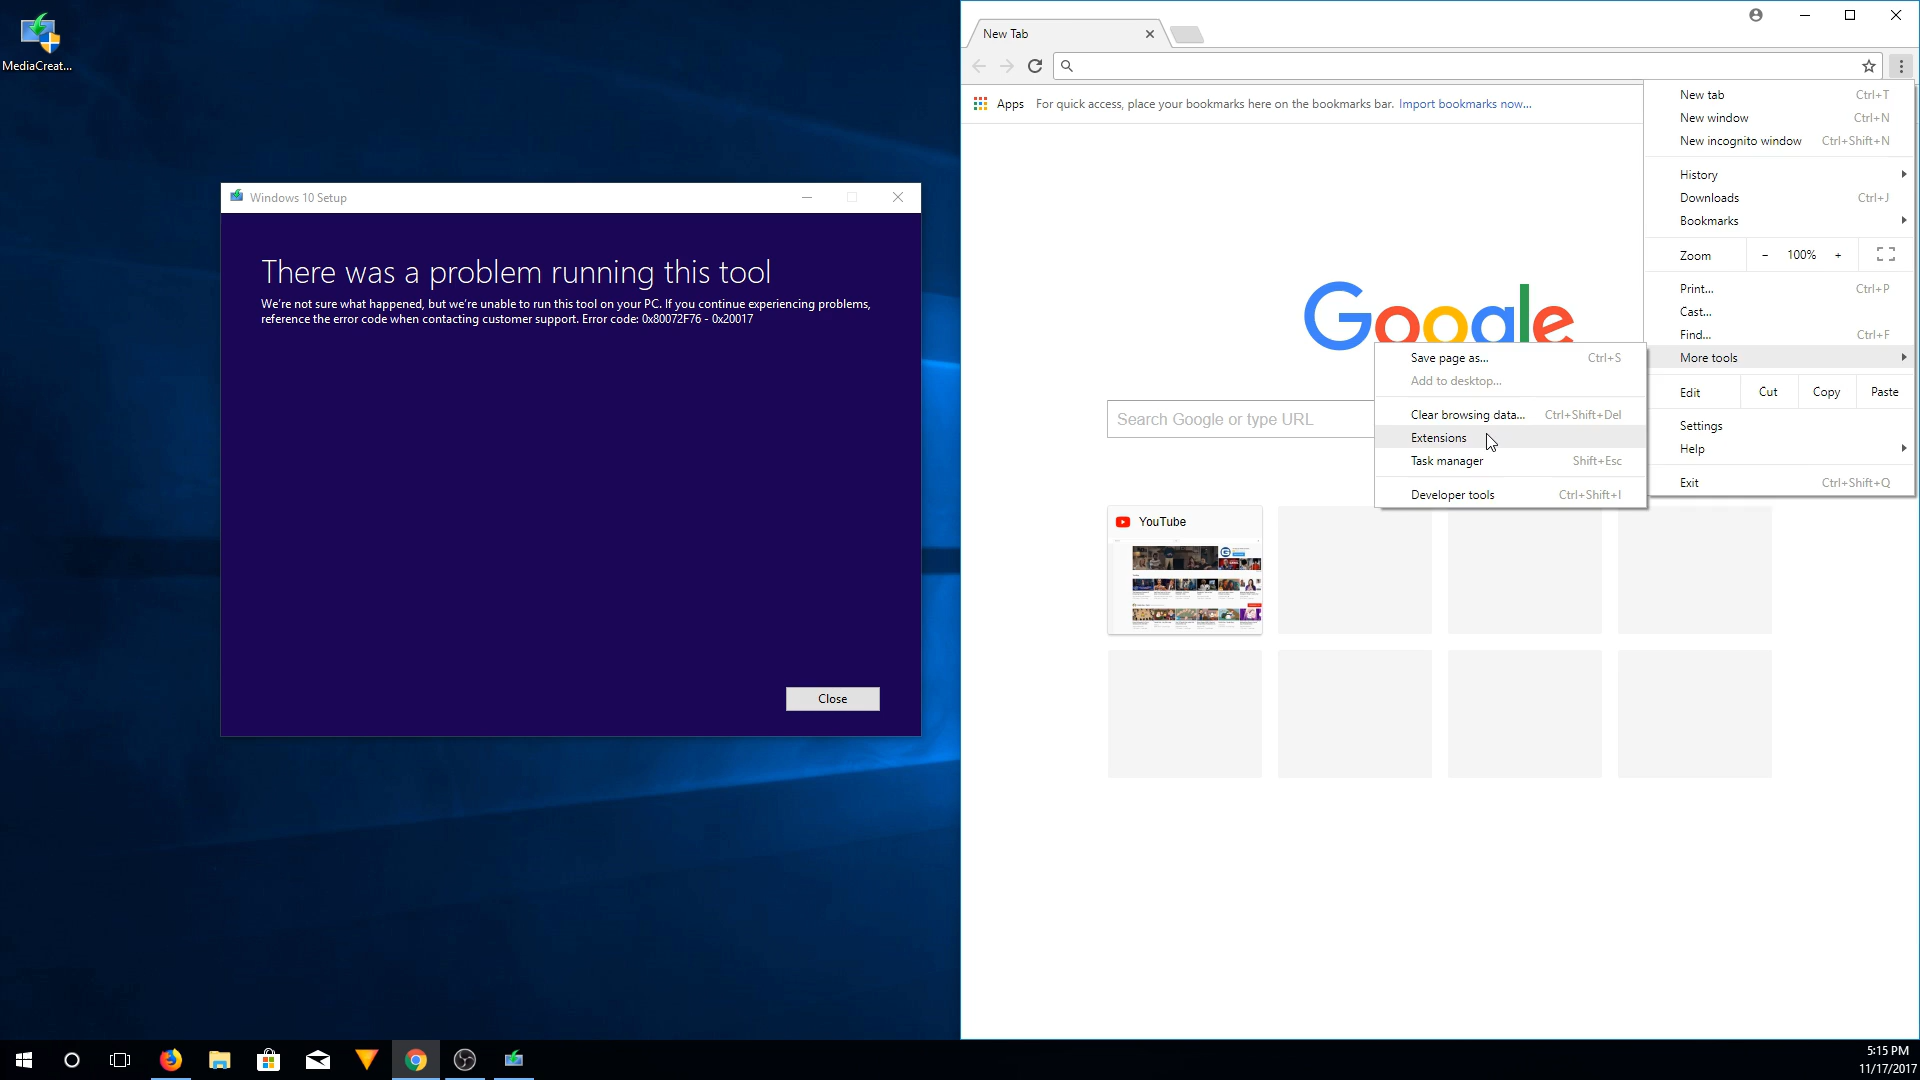 MediaCreat...
Windows 10 Setup
There was a problem running this tool
We're not sure what happened, but we're unable to run this tool on your PC. If you continue experiencing problems,
reference the error code when contacting customer support. Error code: 0x80072F76 - 0x20017
Close
New Tab
Apps For quick access, place your bookmarks here on the bookmarks bar. Import bookmarks now...
Google
Search Google or type URL
YouTube
New tab Ctrl+T
New window Ctrl+N
New incognito window Ctrl+Shift+N
History
Downloads Ctrl+J
Bookmarks
Zoom - 100% +
Print... Ctrl+P
Cast...
Find... Ctrl+F
More tools
Edit Cut Copy Paste
Settings
Help
Exit Ctrl+Shift+Q
Save page as... Ctrl+S
Add to desktop...
Clear browsing data... Ctrl+Shift+Del
Extensions
Task manager Shift+Esc
Developer tools Ctrl+Shift+I
5:15 PM
11/17/2017